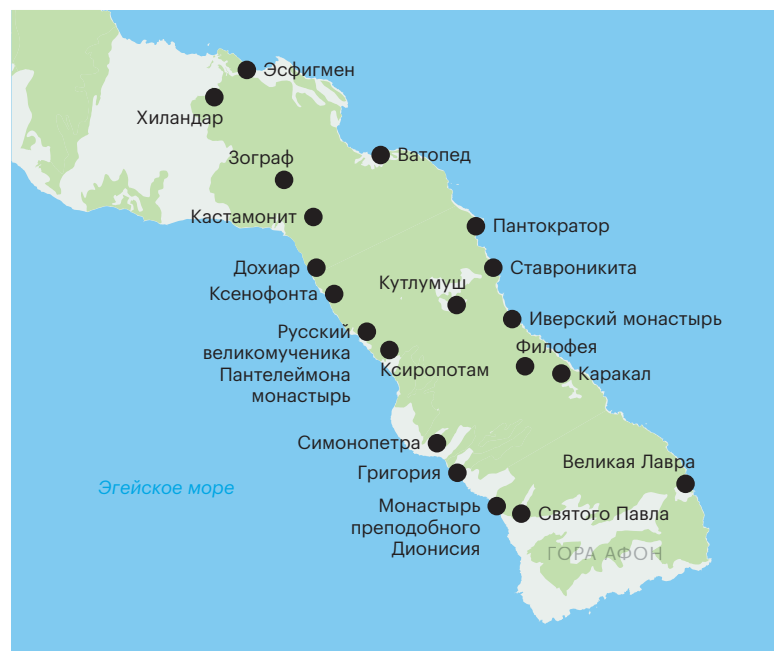 Эсфигмен
Хиландар
Ватопед
Зограф
Кастамонит
Пантократор
Дохиар
Ставроникита
Кутлумуш
Ксенофонта
Иверский монастырь
Русский
великомученика
Пантелеймона
монастырь
Филофея
Ксиропотам
Каракал
Симонопетра
Григория
Великая Лавра
Эгейское море
Монастырь
преподобного
Дионисия
Святого Павла
ГОРА АФОН